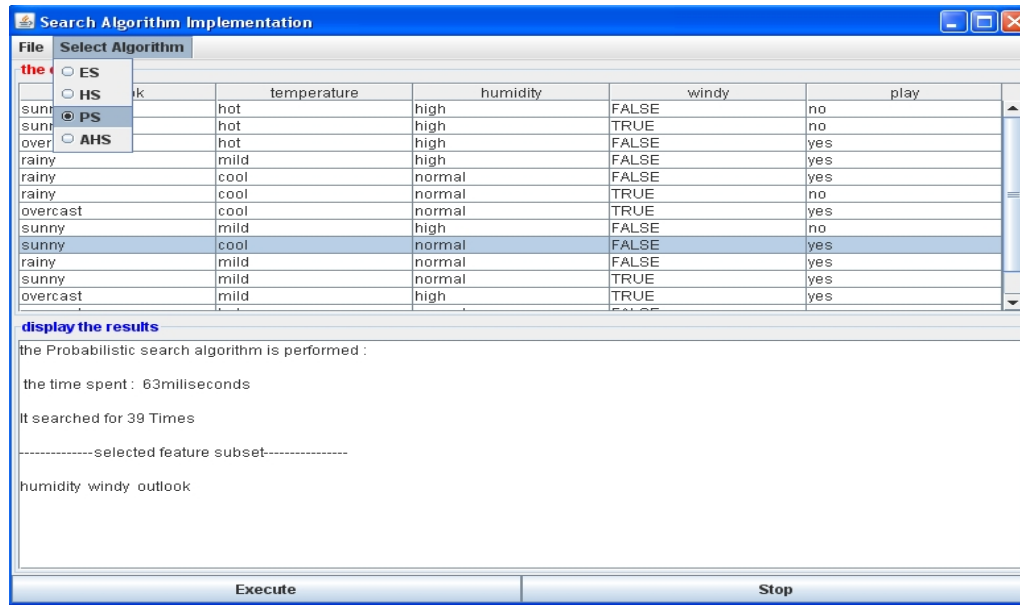 Search Algorithm Implementation
File Select Algorithm
the
ES
HS
PS
AHS
temperature humidity windy play
hot high FALSE no
hot high TRUE no
over hot high FALSE yes
rainy mild high FALSE yes
rainy cool normal FALSE yes
rainy cool normal TRUE no
overcast cool normal TRUE yes
sunny mild high FALSE no
sunny cool normal FALSE yes
rainy mild normal FALSE yes
sunny mild normal TRUE yes
overcast mild high TRUE yes
display the results
the Probabilistic search algorithm is performed :
the time spent : 63miliseconds
It searched for 39 Times
--------------selected feature subset----------------
humidity windy outlook
Execute Stop